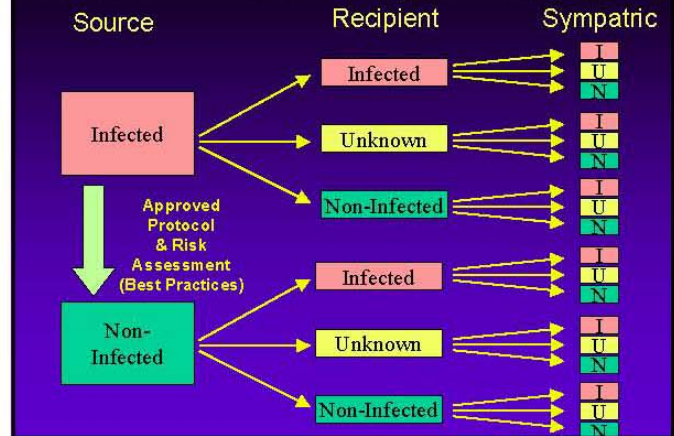 Source
Recipient
Sympatric
Infected
Infected
I
U
N
Unknown
I
U
N
Non-Infected
I
U
N
Approved
Protocol
& Risk
Assessment
(Best Practices)
Non-
Infected
Infected
I
U
N
Unknown
I
U
N
Non-Infected
I
U
N